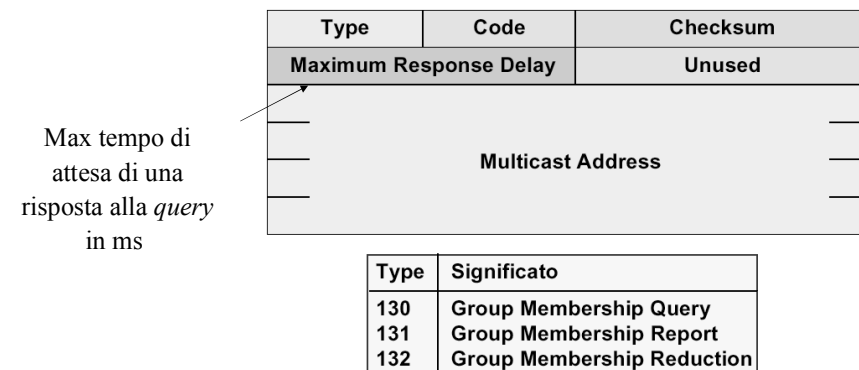 Type Code Checksum
Maximum Response Delay Unused
Max tempo di
attesa di una
risposta alla query
in ms
Multicast Address
Type Significato
130 Group Membership Query
131 Group Membership Report
132 Group Membership Reduction